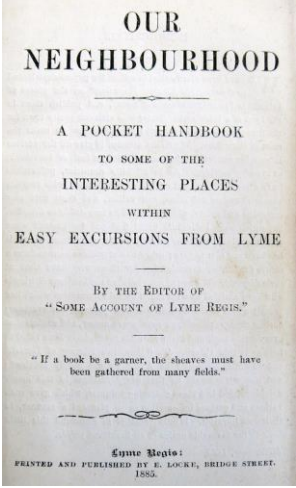 OUR
NEIGHBOURHOOD
A POCKET HANDBOOK
TO SOME OF THE
INTERESTING PLACES
WITHIN
EASY EXCURSIONS FROM LYME
BY THE EDITOR OF
"SOME ACCOUNT OF LYME REGIS."
"If a book be a garner, the sheaves must have
been gathered from many fields."
Lyme Regis:
PRINTED AND PUBLISHED BY E. LOCKE, BRIDGE STREET.
1885.